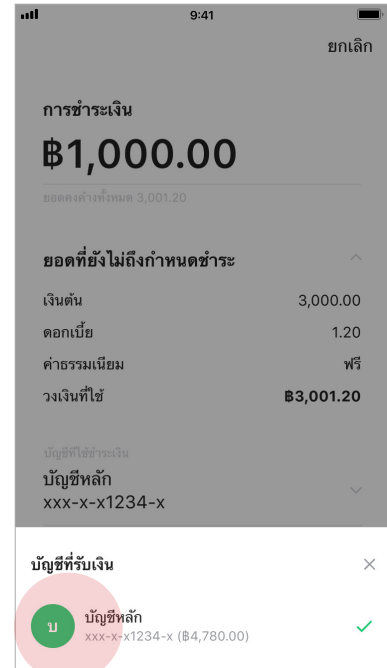 9:41
ยกเลิก
การชำระเงิน
฿1,000.00
ยอดคงค้างทั้งหมด 3,001.20
ยอดที่ยังไม่ถึงกำหนดชำระ
เงินต้น 3,000.00
ดอกเบี้ย 1.20
ค่าธรรมเนียม ฟรี
วงเงินที่ใช้ ฿3,001.20
บัญชีที่ใช้ชำระเงิน
บัญชีหลัก
xxx-x-x1234-x
บัญชีที่รับเงิน
บ บัญชีหลัก
xxx-x-x1234-x (฿4,780.00)